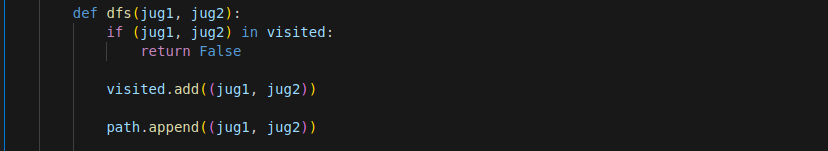 def dfs(jug1, jug2):
if (jug1, jug2) in visited:
return False
visited.add((jug1, jug2))
path.append((jug1, jug2))